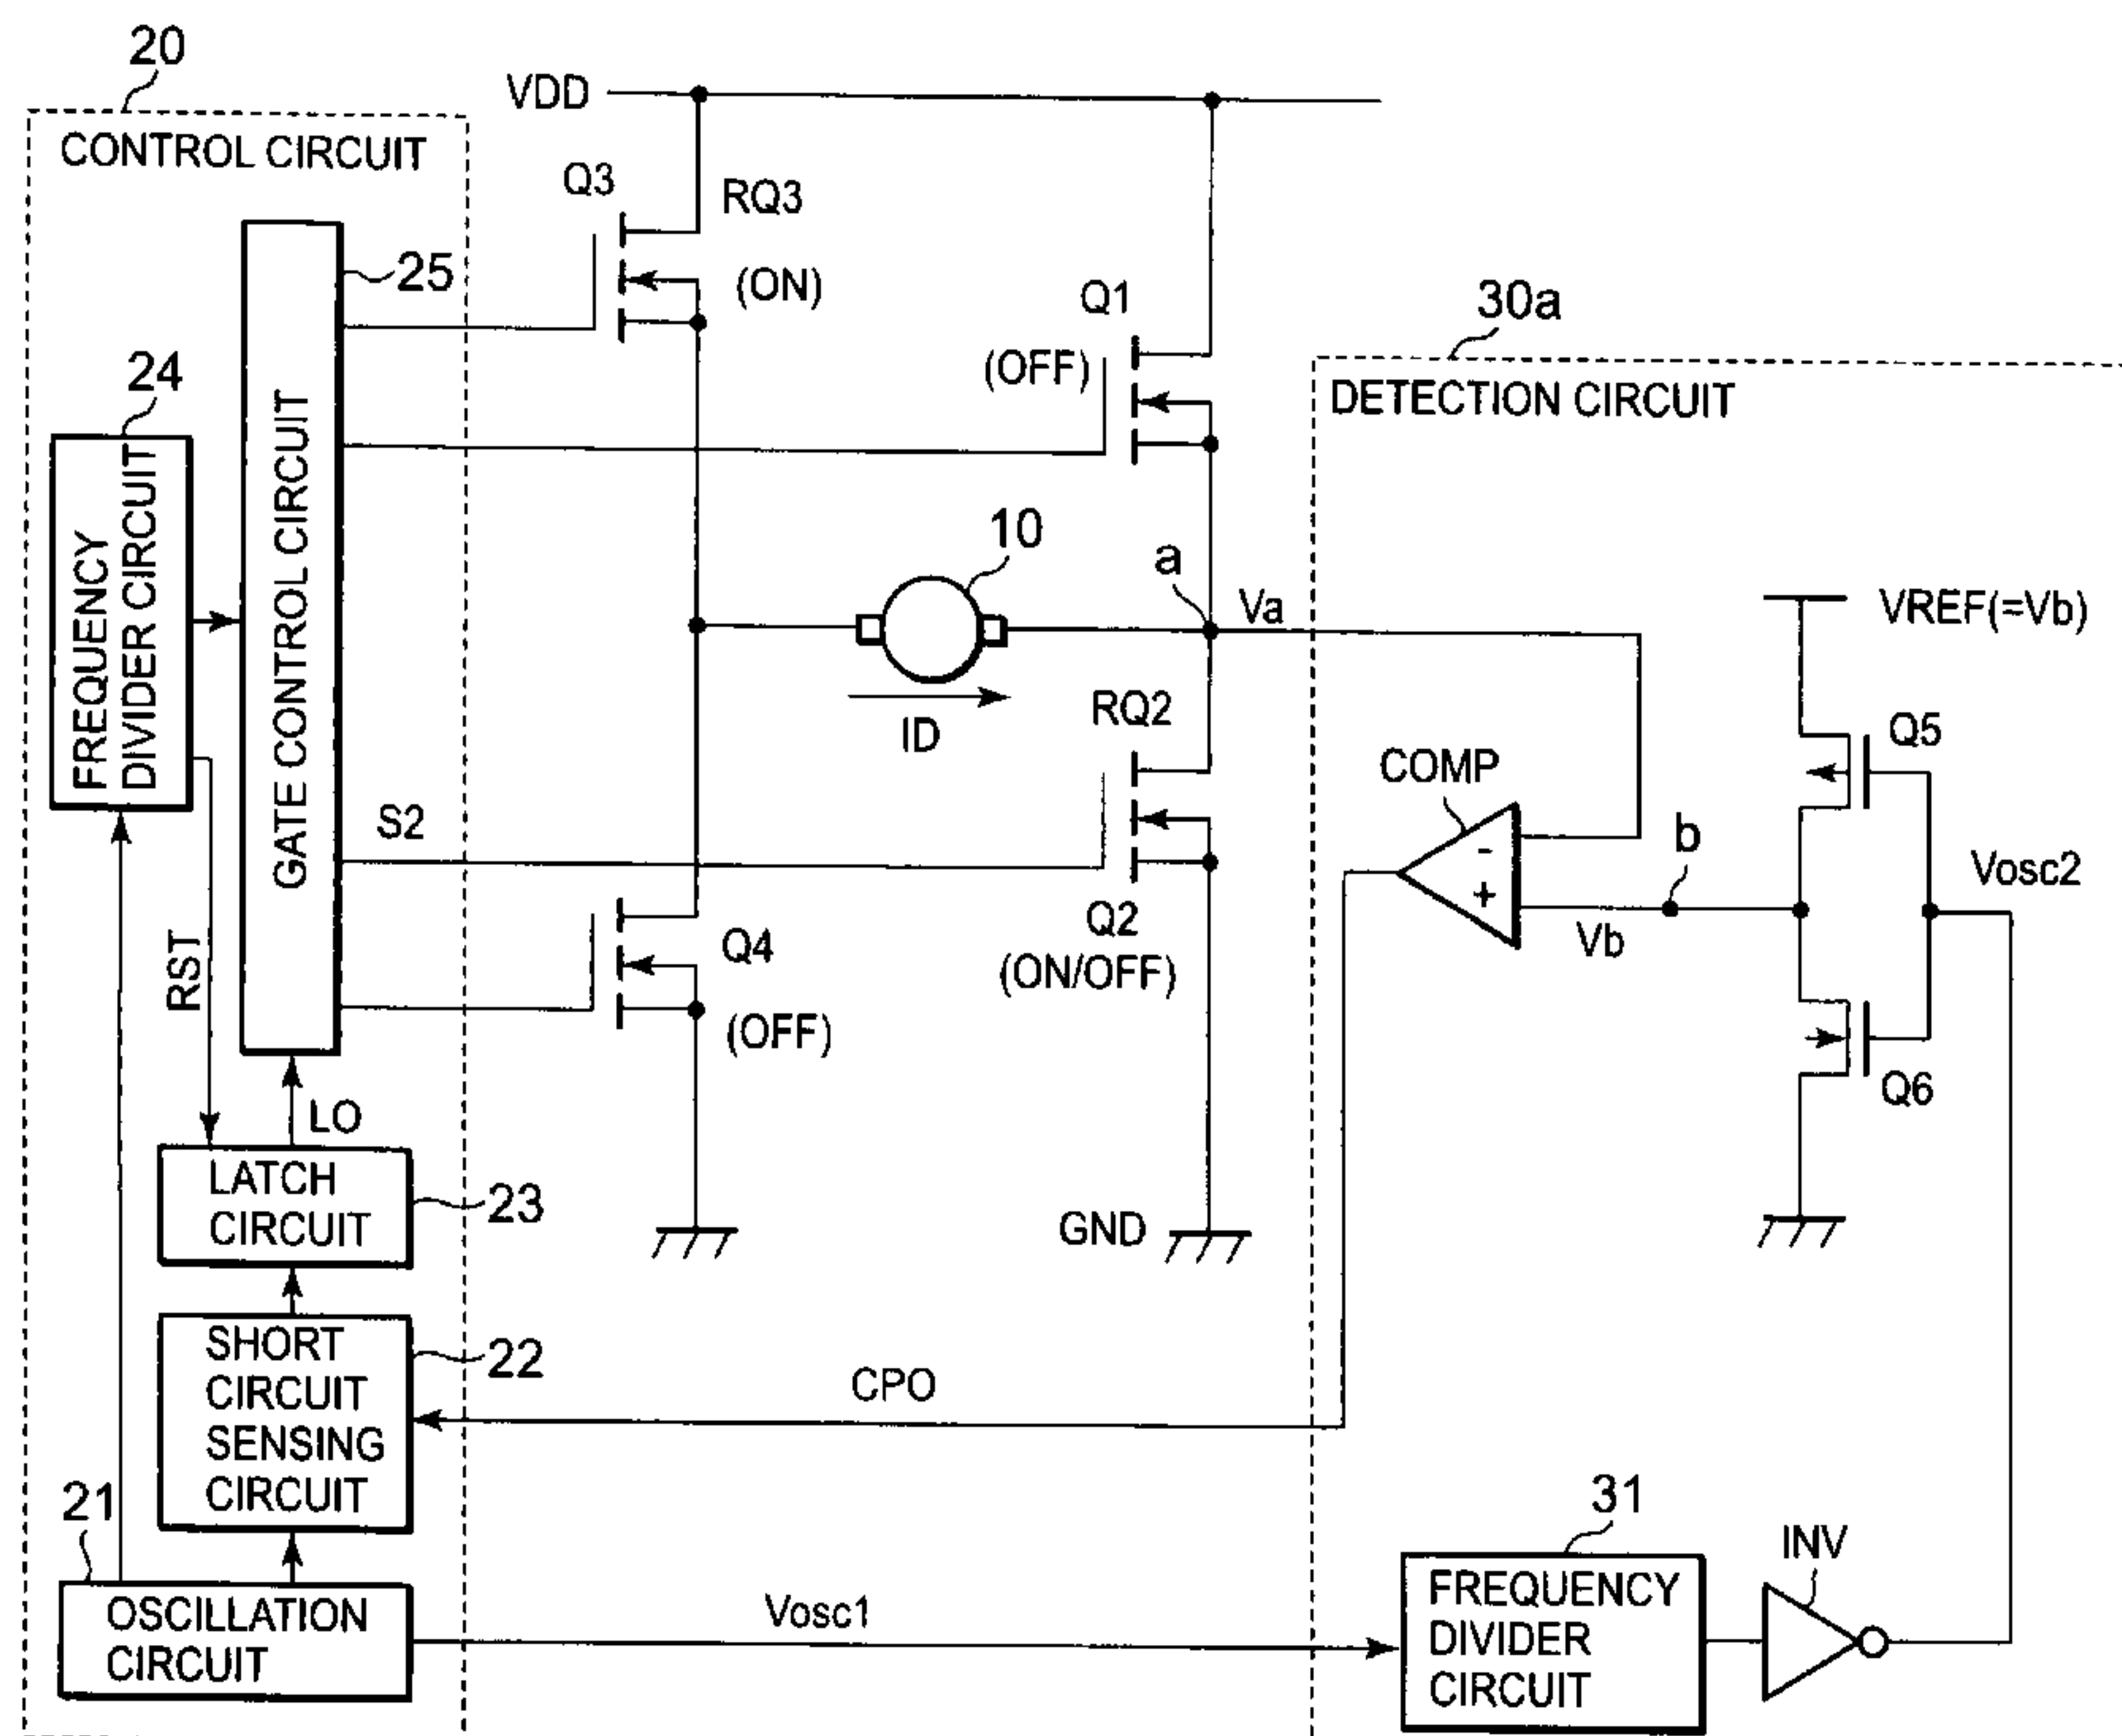 20
VDD
CONTROL CIRCUIT
Q3
RQ3
25
(ON)
Q1
30a
(OFF)
DETECTION CIRCUIT
24
FREQUENCY
DIVIDER CIRCUIT
GATE CONTROL CIRCUIT
10
a
Va
VREF(=Vb)
ID
RQ2
Q5
COMP
S2
-
+
b
Vosc2
Vb
Q2
(ON/OFF)
Q4
RST
(OFF)
Q6
LO
LATCH
CIRCUIT
23
GND
SHORT
CIRCUIT
SENSING
CIRCUIT
22
CPO
21
31
INV
OSCILLATION
CIRCUIT
Vosc1
FREQUENCY
DIVIDER
CIRCUIT